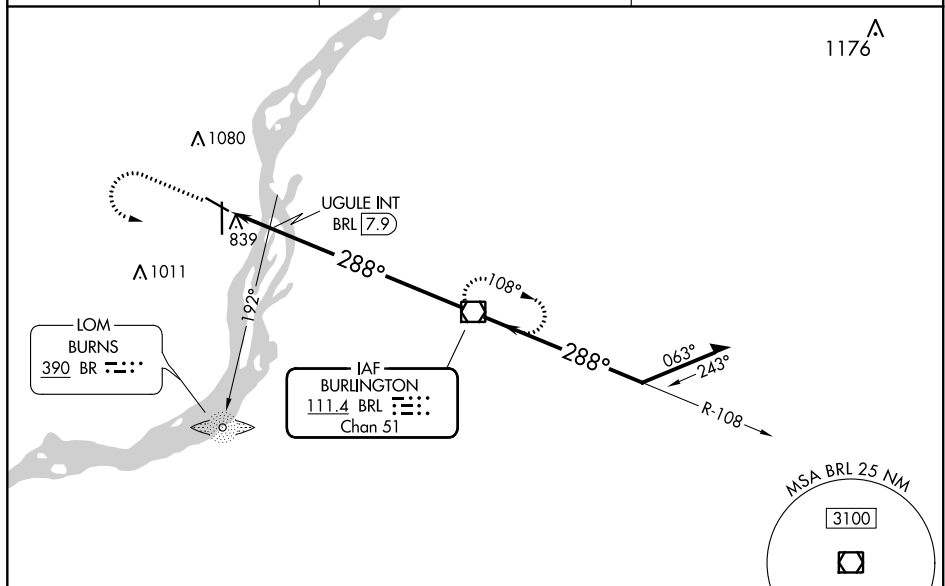 1176
1080
UGULE INT
BRL 7.9
839
288°
1011
108°
192°
LOM
BURNS
390 BR
288°
063°
243°
IAF
BURLINGTON
111.4 BRL
Chan 51
R-108
MSA BRL 25 NM
3100